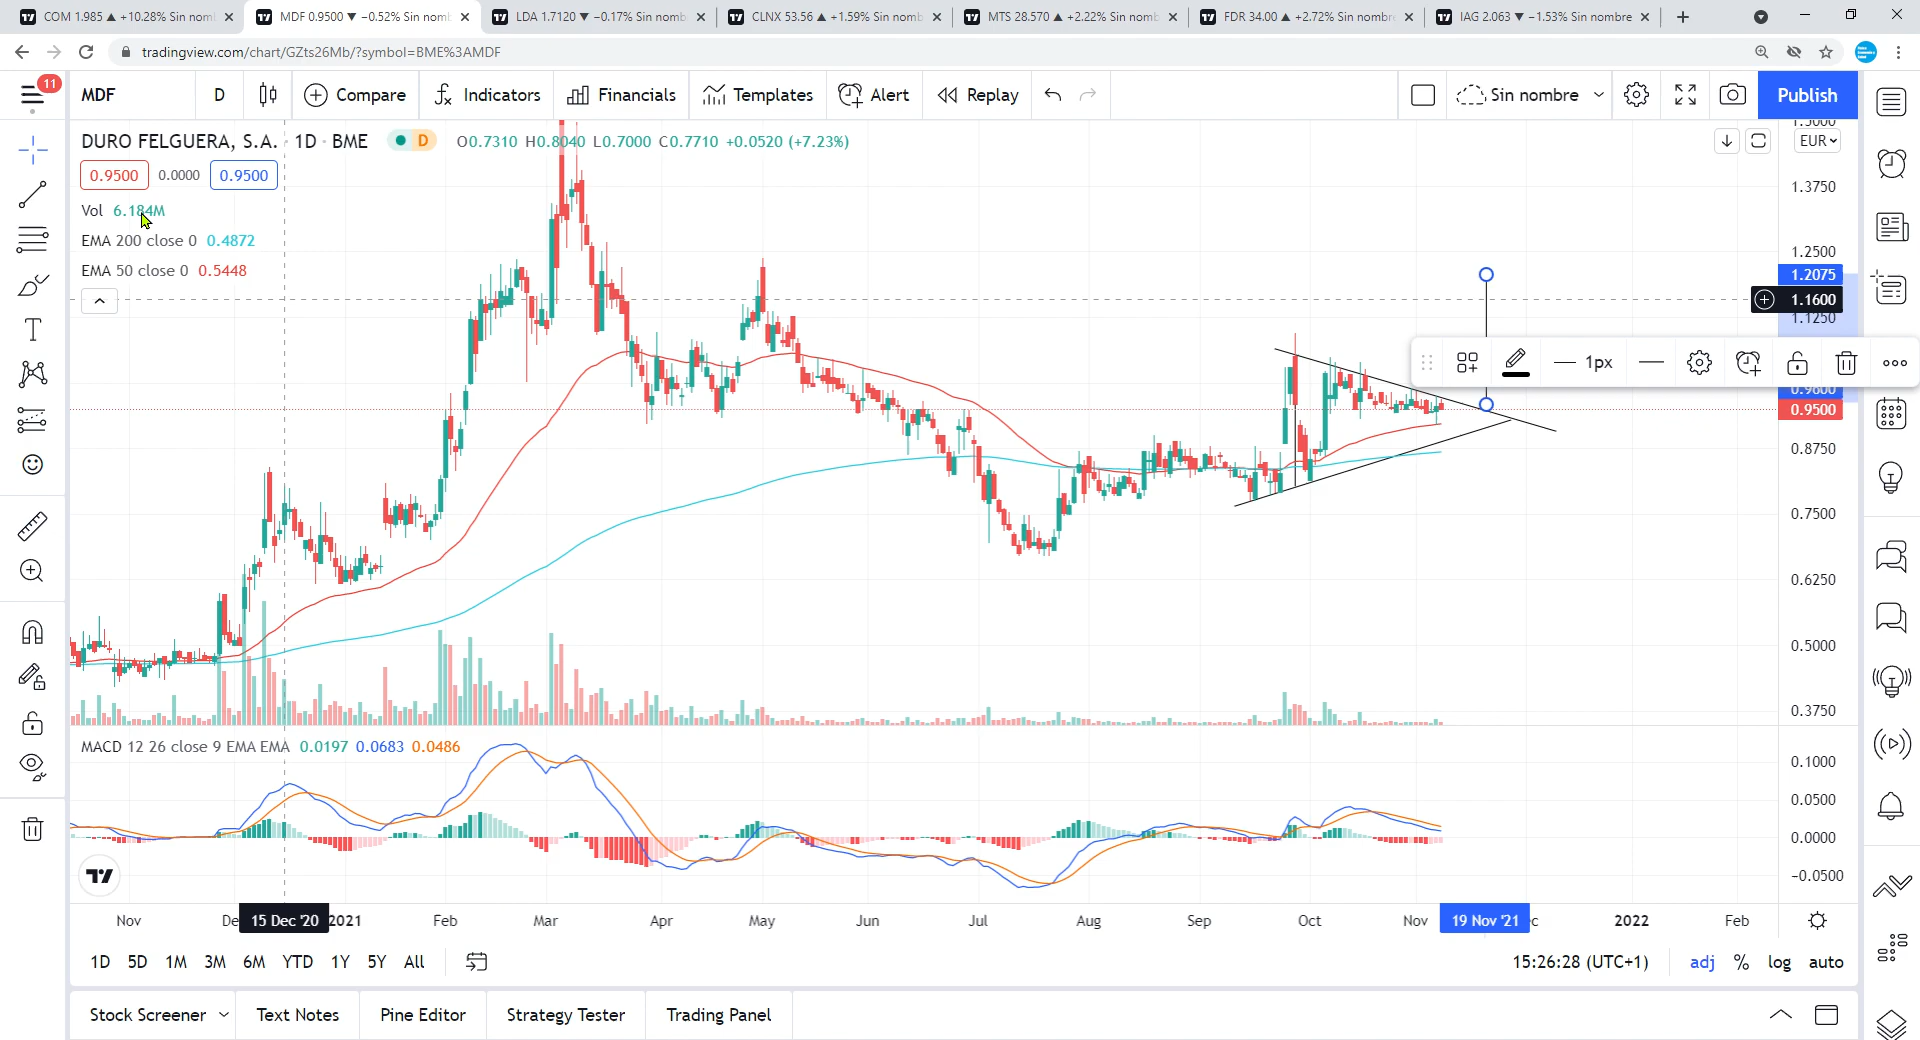 COM 1.985 ▲ +10.28% Sin nom
MDF 0.9500 ▼ −0.52% Sin nomb
LDA 1.7120 ▼ −0.17% Sin nomb
CLNX 53.56 ▲ +1.59% Sin nomb
MTS 28.570 ▲ +2.22% Sin nomb
FDR 34.00 ▲ +2.72% Sin nombre
IAG 2.063 ▼ −1.53% Sin nombre
tradingview.com/chart/GZts26Mb/?symbol=BME%3AMDF
11
MDF
D
Compare
Indicators
Financials
Templates
Alert
Replay
Sin nombre
Publish
DURO FELGUERA, S.A. · 1D · BME
D
O0.7310 H0.8040 L0.7000 C0.7710 +0.0520 (+7.23%)
EUR
0.9500 0.0000 0.9500
Vol 6.184M
EMA 200 close 0 0.4872
EMA 50 close 0 0.5448
1.5000
1.3750
1.2500
1.2075
1.1600
1.1250
1px
0.9600
0.9500
0.8750
0.7500
0.6250
0.5000
0.3750
MACD 12 26 close 9 EMA EMA 0.0197 0.0683 0.0486
0.1000
0.0500
0.0000
−0.0500
Nov
De
15 Dec '20
2021
Feb
Mar
Apr
May
Jun
Jul
Aug
Sep
Oct
Nov
19 Nov '21
c
2022
Feb
1D 5D 1M 3M 6M YTD 1Y 5Y All
15:26:28 (UTC+1)
adj % log auto
Stock Screener
Text Notes
Pine Editor
Strategy Tester
Trading Panel